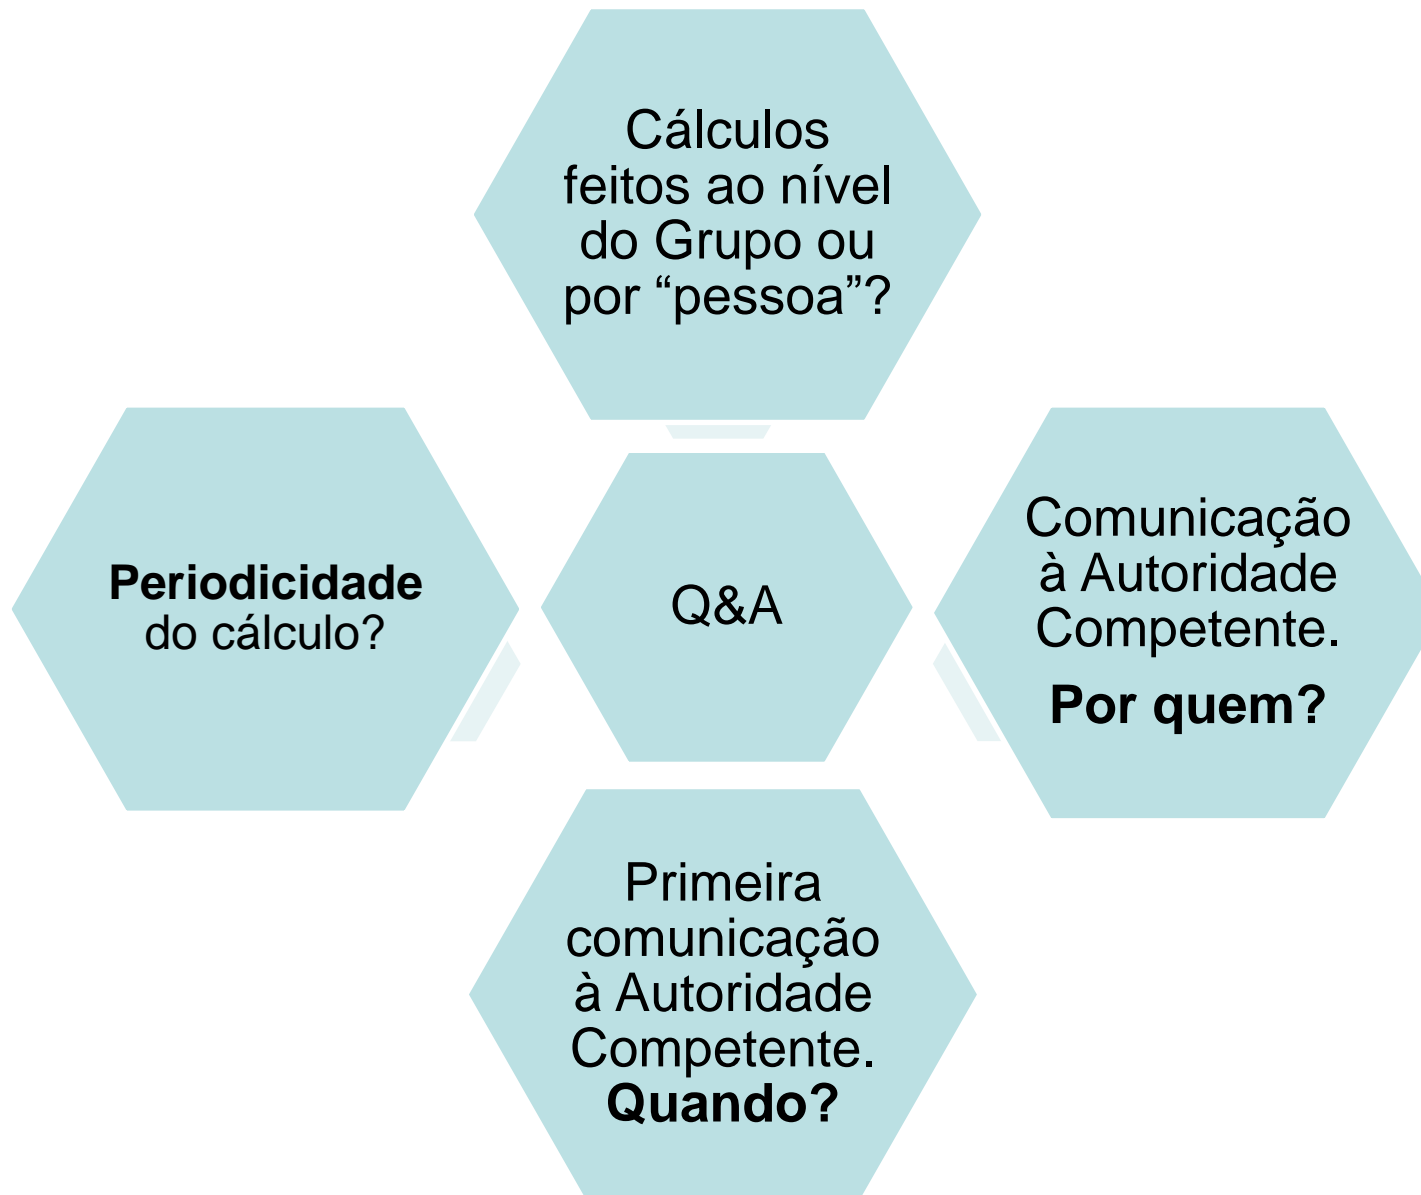 Cálculos
feitos ao nível
do Grupo ou
por “pessoa”?
Periodicidade
do cálculo?
Q&A
Comunicação
à Autoridade
Competente.
Por quem?
Primeira
comunicação
à Autoridade
Competente.
Quando?